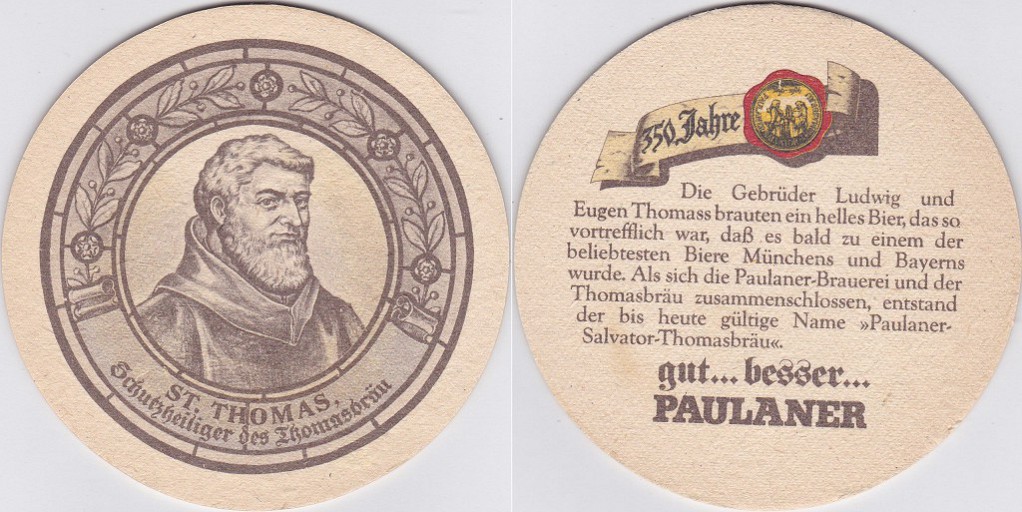 ST. THOMAS,
Schutzheiliger des Thomasbräu
350 Jahre
Die Gebrüder Ludwig und
Eugen Thomass brauten ein helles Bier, das so
vortrefflich war, daß es bald zu einem der
beliebtesten Biere Münchens und Bayerns
wurde. Als sich die Paulaner-Brauerei und der
Thomasbräu zusammenschlossen, entstand
der bis heute gültige Name »Paulaner-
Salvator-Thomasbräu«.
gut... besser...
PAULANER